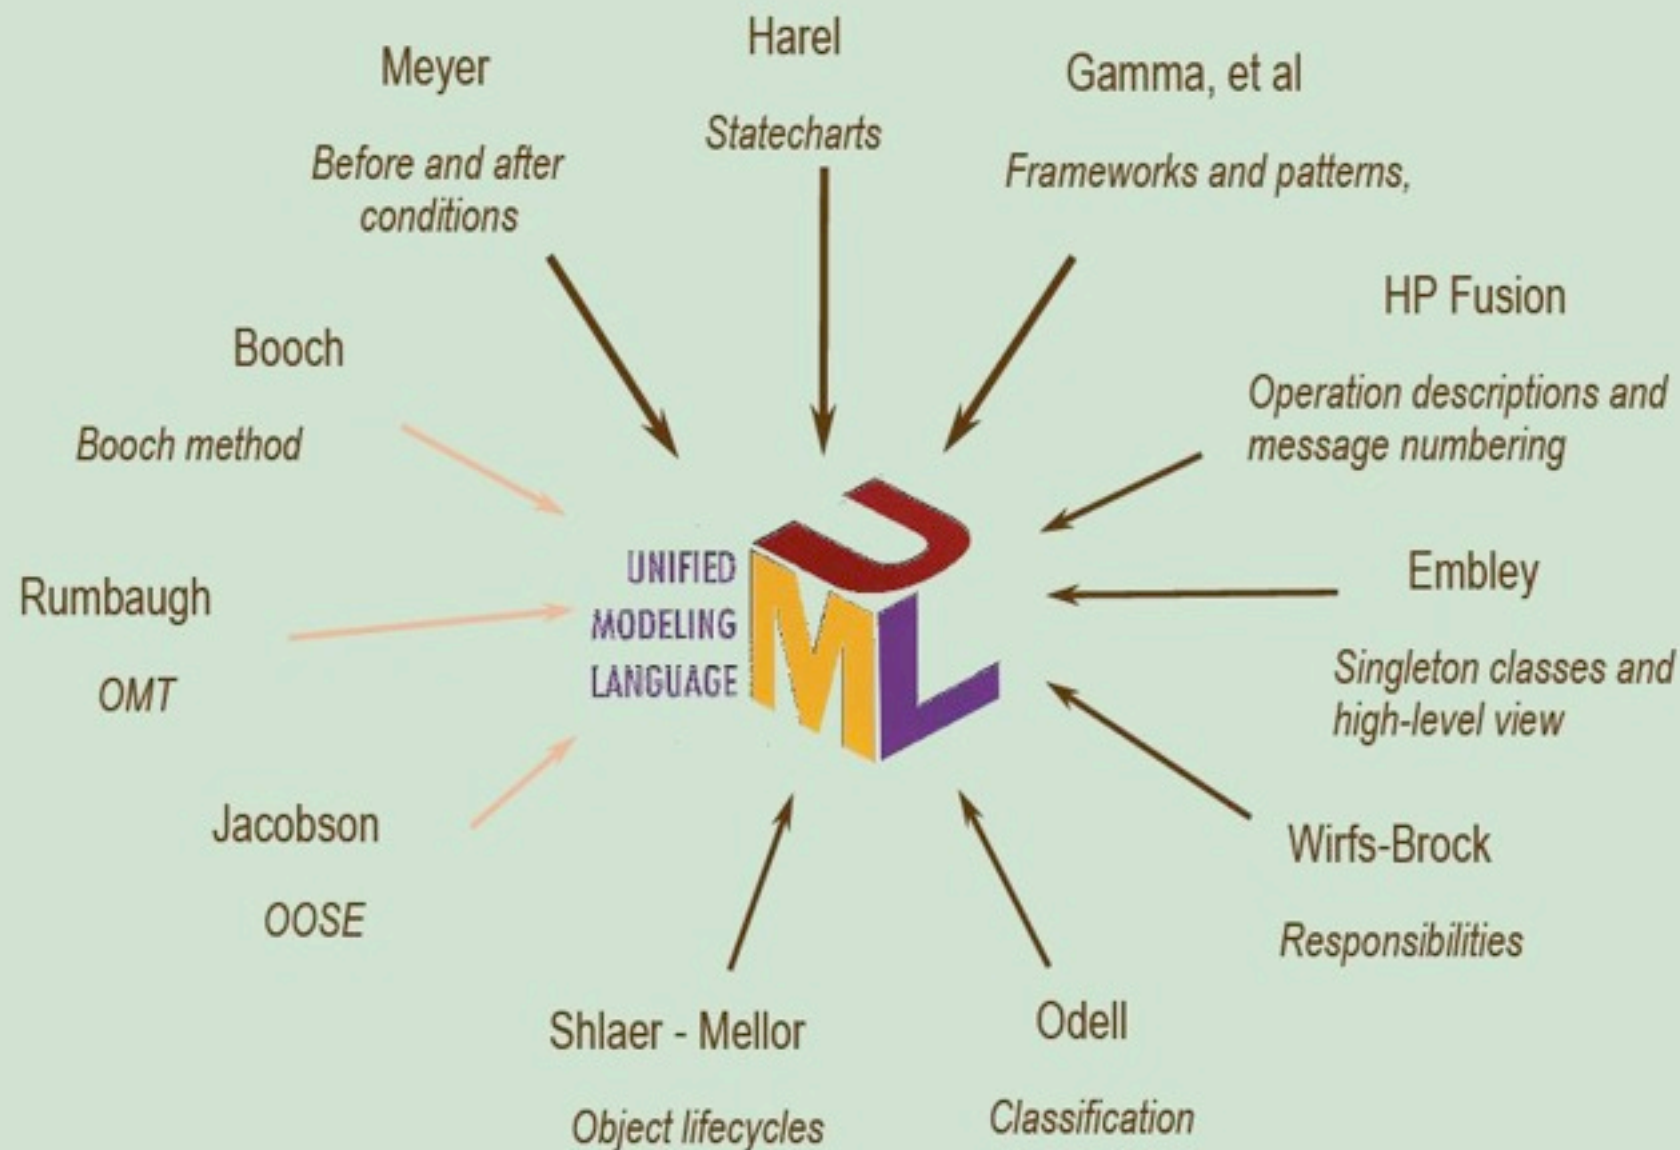 Harel
Statecharts
Meyer
Before and after
conditions
Gamma, et al
Frameworks and patterns,
HP Fusion
Operation descriptions and
message numbering
Booch
Booch method
Embley
Singleton classes and
high-level view
Rumbaugh
OMT
UNIFIED
MODELING
LANGUAGE
UML
Jacobson
OOSE
Wirfs-Brock
Responsibilities
Shlaer - Mellor
Object lifecycles
Odell
Classification